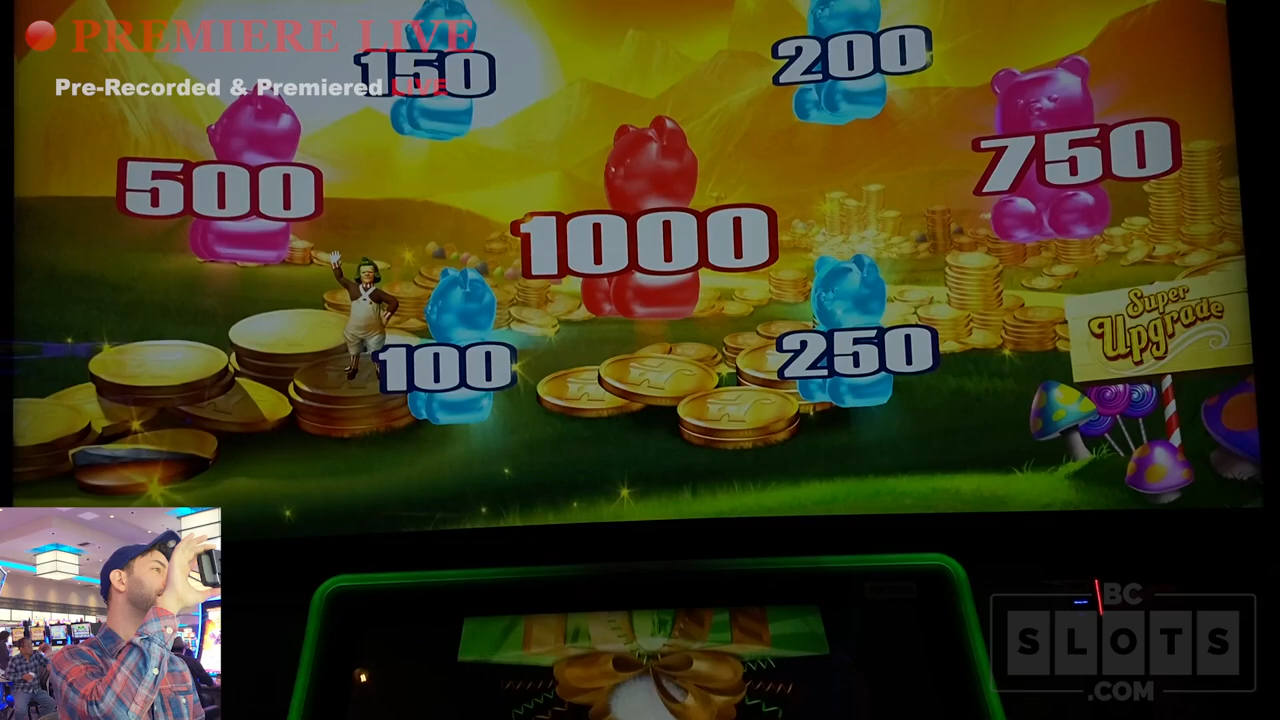 PREMIERE LIVE
Pre-Recorded & Premiered LIVE
150
200
500
750
1000
100
250
Super
Upgrade
BC
SLOTS
.COM